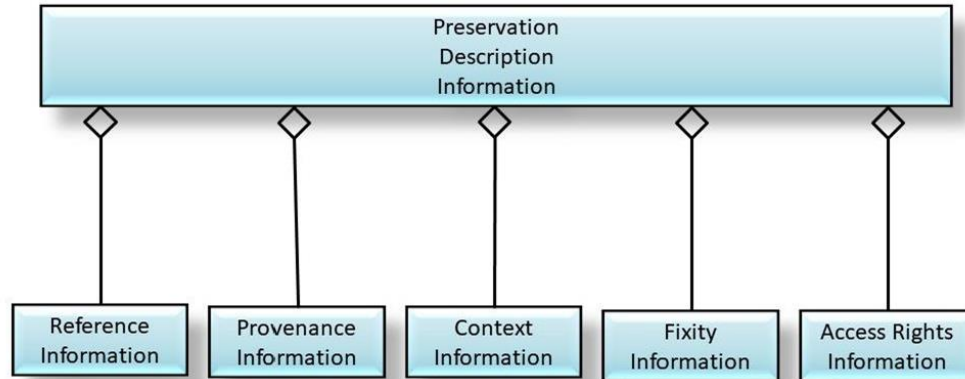 Preservation
Description
Information
Reference
Information
Provenance
Information
Context
Information
Fixity
Information
Access Rights
Information